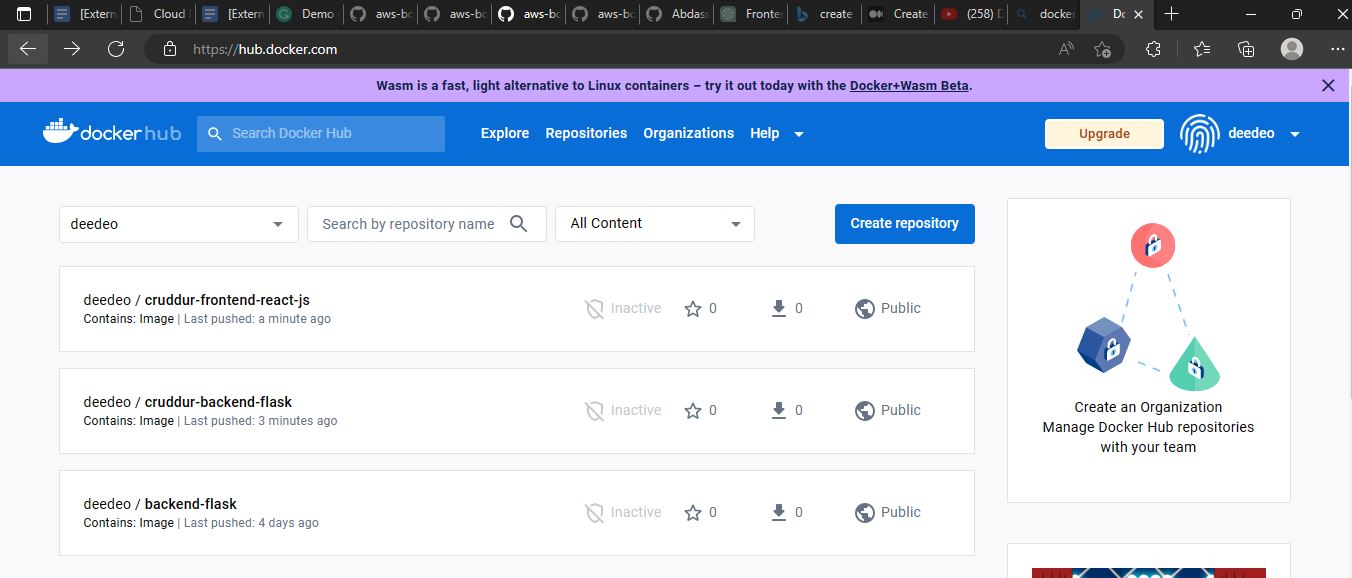 [Extern
Cloud
[Extern
Demo
aws-bo
aws-bo
aws-bo
aws-bo
Abdass
Fronte
create
Create
(258)
docker
Do
https://hub.docker.com
Wasm is a fast, light alternative to Linux containers – try it out today with the Docker+Wasm Beta.
docker hub
Search Docker Hub
Explore
Repositories
Organizations
Help
Upgrade
deedeo
deedeo
Search by repository name
All Content
Create repository
deedeo / cruddur-frontend-react-js
Contains: Image | Last pushed: a minute ago
Inactive
0
0
Public
deedeo / cruddur-backend-flask
Contains: Image | Last pushed: 3 minutes ago
Inactive
0
0
Public
deedeo / backend-flask
Contains: Image | Last pushed: 4 days ago
Inactive
0
0
Public
Create an Organization
Manage Docker Hub repositories
with your team